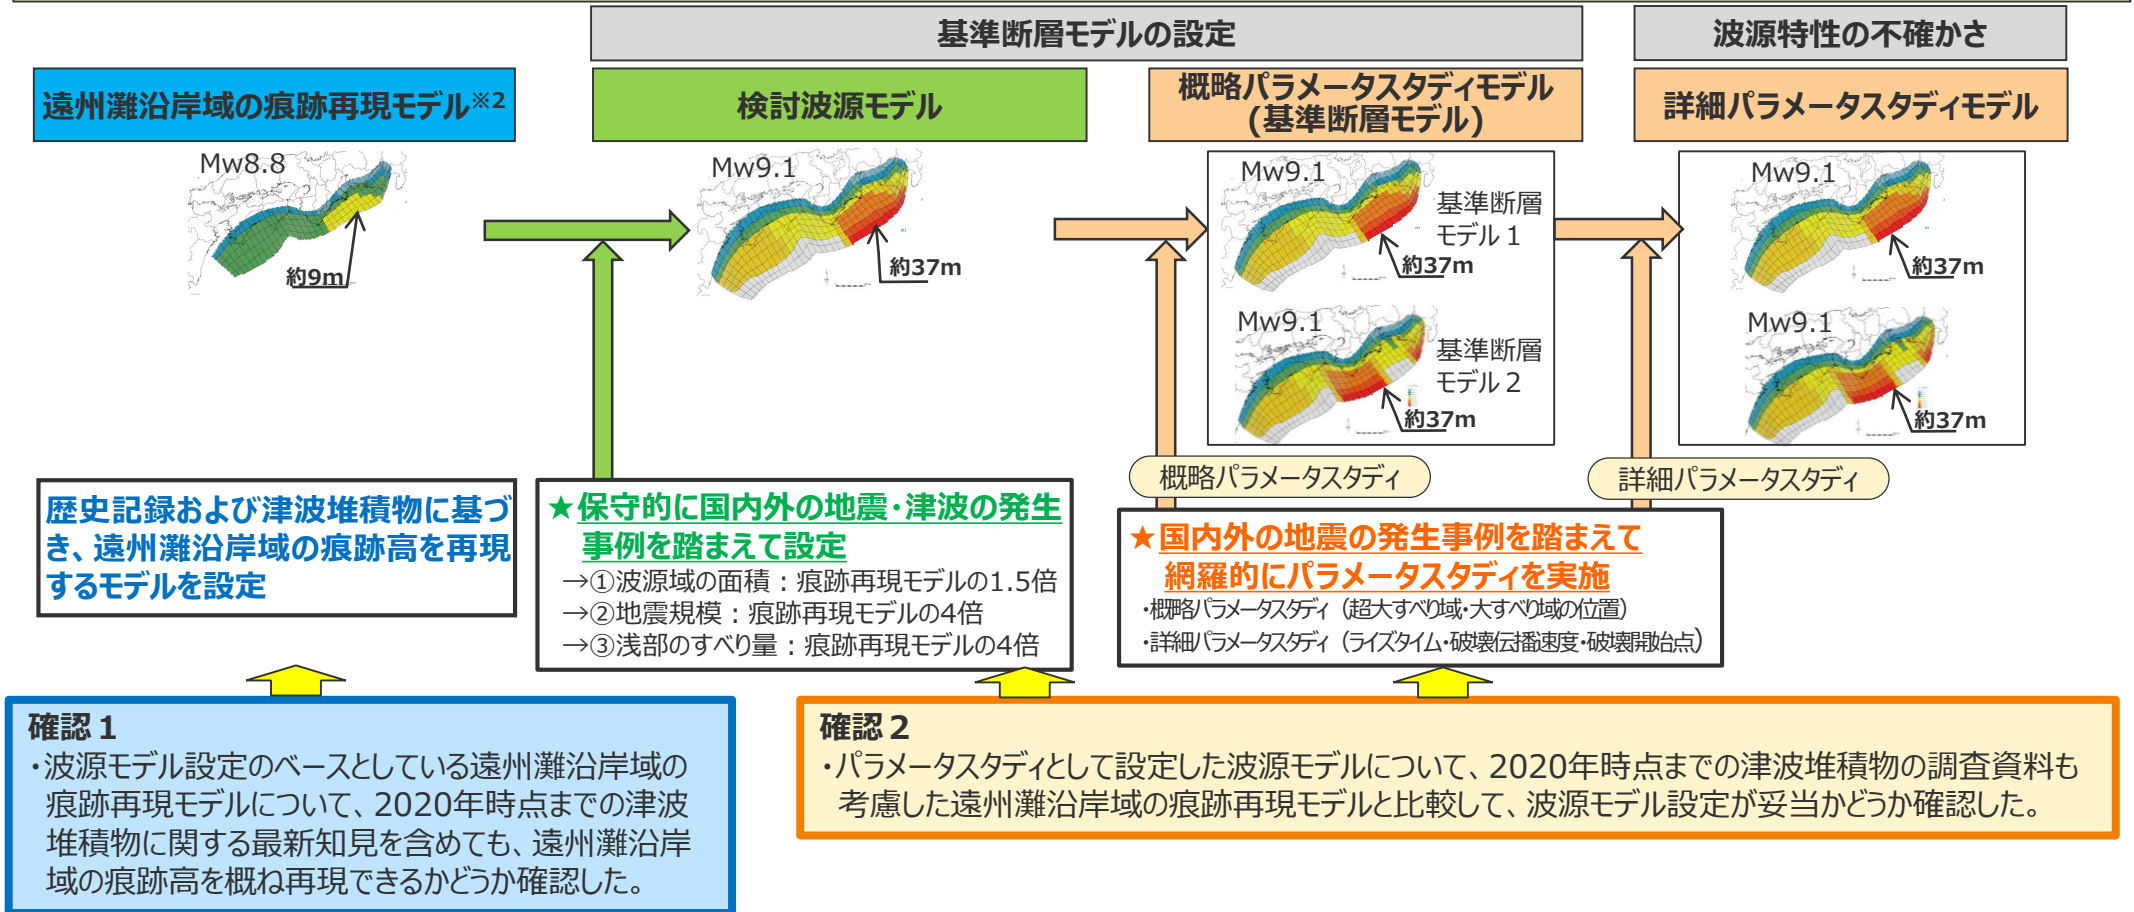 基準断層モデルの設定
波源特性の不確かさ
遠州灘沿岸域の痕跡再現モデル※2
検討波源モデル
概略パラメータスタディモデル
(基準断層モデル)
詳細パラメータスタディモデル
Mw8.8
約9m
Mw9.1
約37m
Mw9.1
基準断層
モデル1
約37m
Mw9.1
基準断層
モデル2
約37m
Mw9.1
約37m
Mw9.1
約37m
概略パラメータスタディ
詳細パラメータスタディ
歴史記録および津波堆積物に基づ
き、遠州灘沿岸域の痕跡高を再現
するモデルを設定
★保守的に国内外の地震・津波の発生
事例を踏まえて設定
→①波源域の面積：痕跡再現モデルの1.5倍
→②地震規模：痕跡再現モデルの4倍
→③浅部のすべり量：痕跡再現モデルの4倍
★国内外の地震の発生事例を踏まえて
網羅的にパラメータスタディを実施
・概略パラメータスタディ（超大すべり域・大すべり域の位置）
・詳細パラメータスタディ（ライズタイム・破壊伝播速度・破壊開始点）
確認１
・波源モデル設定のベースとしている遠州灘沿岸域の
痕跡再現モデルについて、2020年時点までの津波
堆積物に関する最新知見を含めても、遠州灘沿岸
域の痕跡高を概ね再現できるかどうか確認した。
確認２
・パラメータスタディとして設定した波源モデルについて、2020年時点までの津波堆積物の調査資料も
考慮した遠州灘沿岸域の痕跡再現モデルと比較して、波源モデル設定が妥当かどうか確認した。